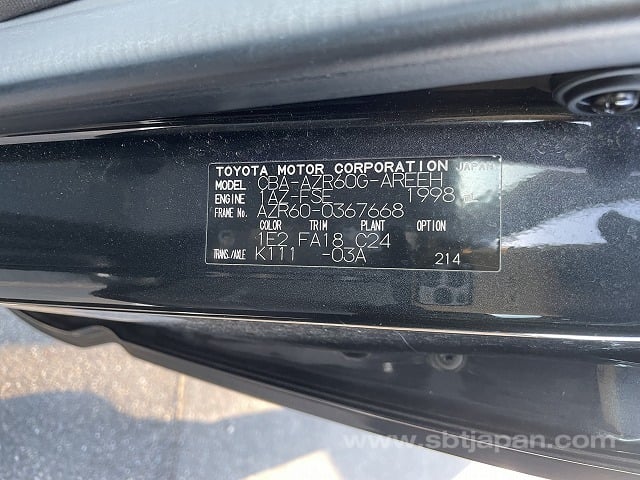 TOYOTA MOTOR CORPORATION JAPAN
MODEL CBA-AZR60G-AREEH
ENGINE 1AZ-FSE 1998
FRAME No. AZR60-0367668
COLOR TRIM PLANT OPTION
1E2 FA18 C24
TRANS./AXLE K111 -03A 214
www.sbtjapan.com